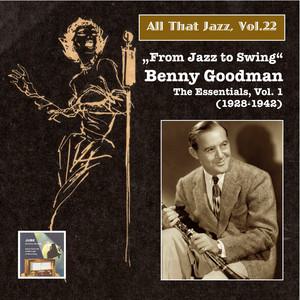 All That Jazz, Vol.22
„From Jazz to Swing“
Benny Goodman
The Essentials, Vol. 1
(1928-1942)